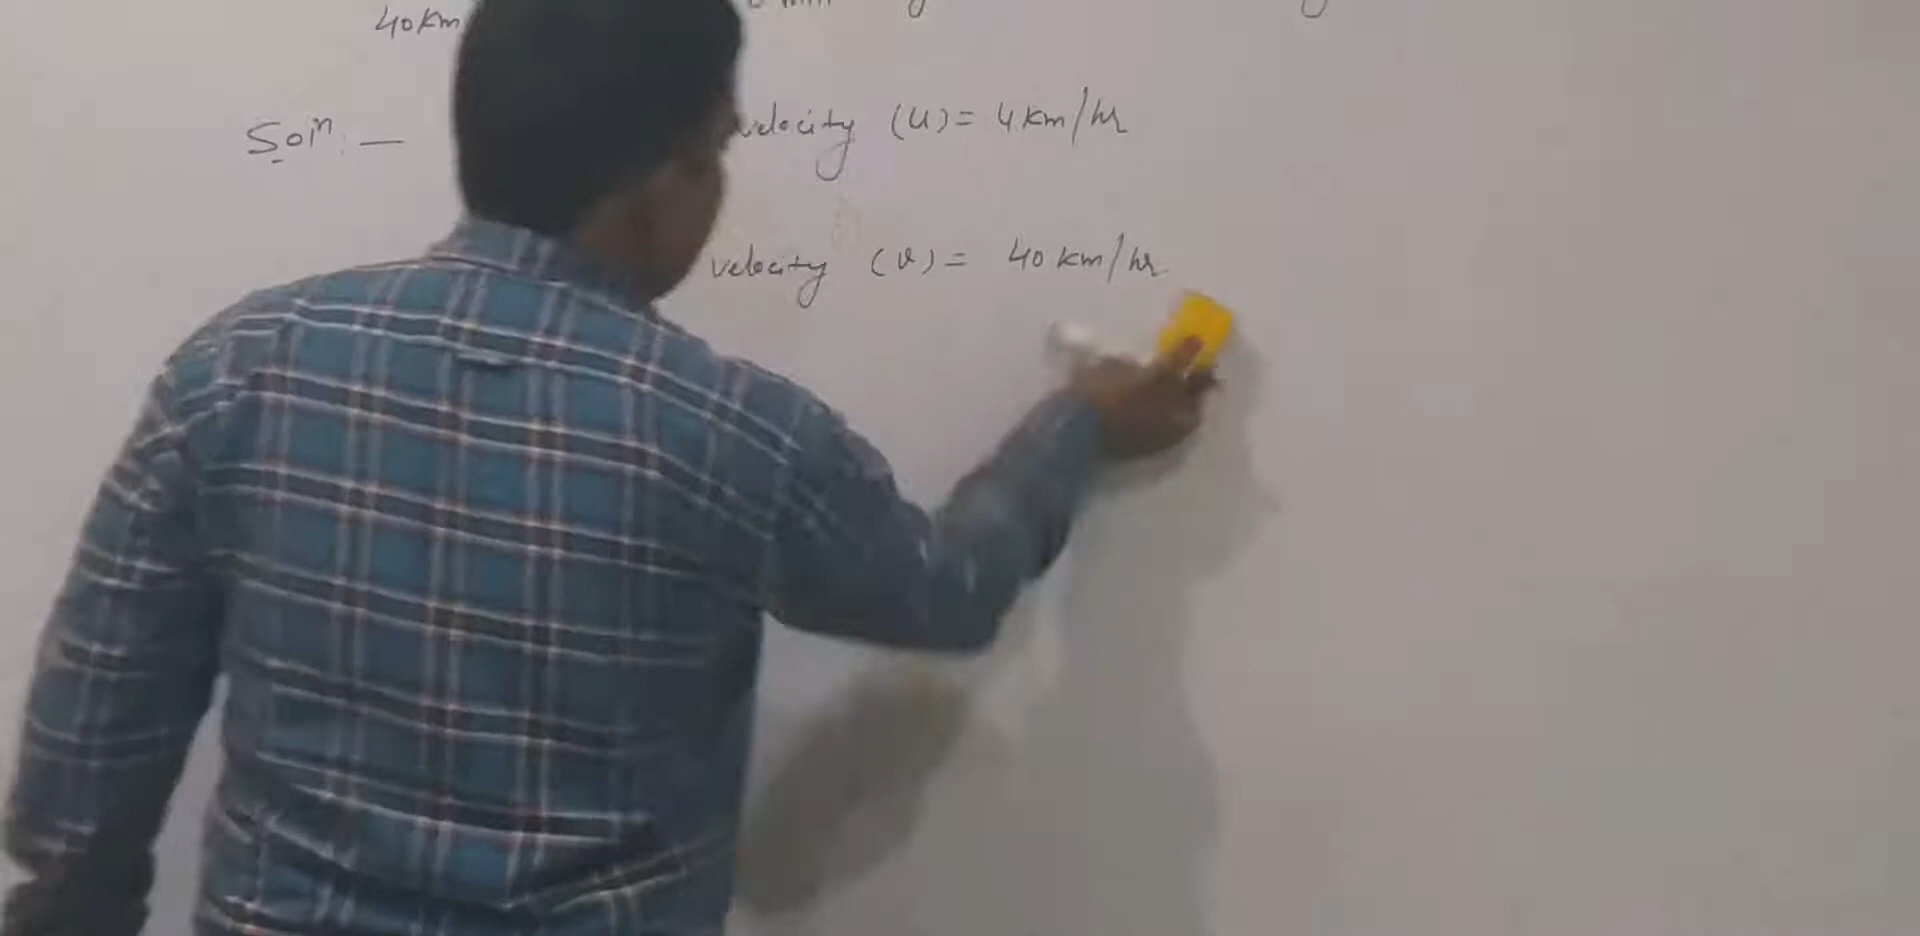 40km
Soln: —
velocity (u) = 4 km/hr
velocity (v) = 40 km/hr